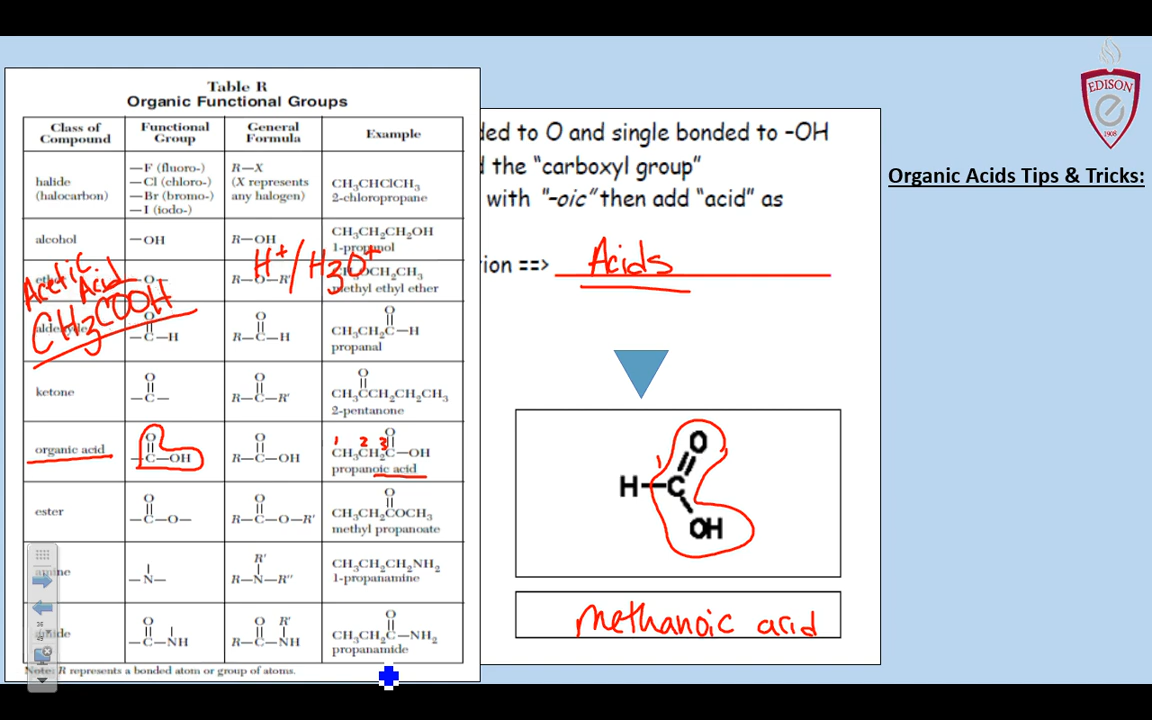 Table R
Organic Functional Groups
Class of Compound
Functional Group
General Formula
Example
halide (halocarbon)
—F (fluoro-)
—Cl (chloro-)
—Br (bromo-)
—I (iodo-)
R—X
(X represents any halogen)
CH₃CHClCH₃
2-chloropropane
alcohol
—OH
R—OH
CH₃CH₂CH₂OH
1-propanol
—O—
R—O—R'
OCH₂CH₃
methyl ethyl ether
Acetic Acid
CH3COOH
H+/H3O+
O
—C—H
O
R—C—H
O
CH₃CH₂C—H
propanal
ketone
O
—C—
O
R—C—R'
O
CH₃CCH₂CH₂CH₃
2-pentanone
organic acid
O
—C—OH
O
R—C—OH
1 2 3
O
CH₃CH₂C—OH
propanoic acid
ester
O
—C—O—
O
R—C—O—R'
O
CH₃CH₂COCH₃
methyl propanoate
amine
—N—
R'
R—N—R''
CH₃CH₂CH₂NH₂
1-propanamine
O
—C—NH
O R'
R—C—NH
O
CH₃CH₂C—NH₂
propanamide
Note: R represents a bonded atom or group of atoms.
ded to O and single bonded to –OH
the “carboxyl group”
with “-oic” then add “acid” as
ion ==> Acids
O
1
H—C
OH
methanoic acid
EDISON
e
1908
Organic Acids Tips & Tricks: